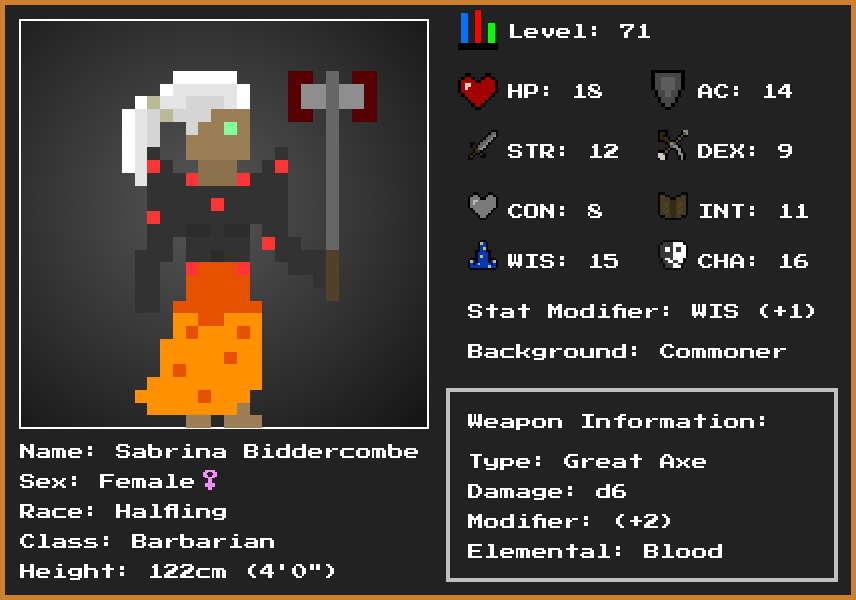 Level: 71
HP: 18
AC: 14
STR: 12
DEX: 9
CON: 8
INT: 11
WIS: 15
CHA: 16
Stat Modifier: WIS (+1)
Background: Commoner
Weapon Information:
Type: Great Axe
Damage: d6
Modifier: (+2)
Elemental: Blood
Name: Sabrina Biddercombe
Sex: Female♀
Race: Halfling
Class: Barbarian
Height: 122cm (4'0")